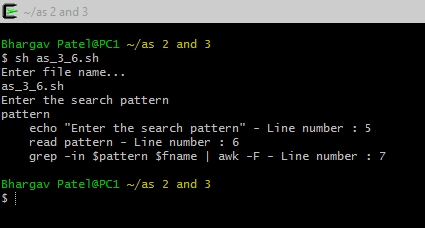 ~/as 2 and 3
Bhargav Patel@PC1 ~/as 2 and 3
$ sh as_3_6.sh
Enter file name...
as_3_6.sh
Enter the search pattern
pattern
    echo "Enter the search pattern" - Line number : 5
    read pattern - Line number : 6
    grep -in $pattern $fname | awk -F - Line number : 7
Bhargav Patel@PC1 ~/as 2 and 3
$